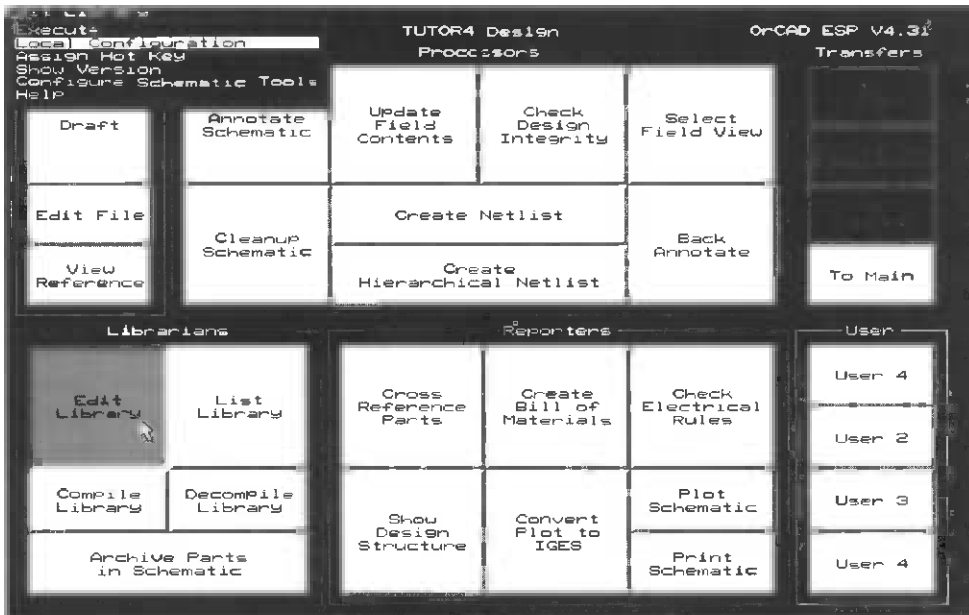 Execute
Local Configuration
Assign Hot Key
Show Version
Configure Schematic Tools
Help
TUTOR4 Design
OrCAD ESP V4.31
Processors
Transfers
Draft
Annotate
Schematic
Update
Field
Contents
Check
Design
Integrity
Select
Field View
Edit File
Cleanup
Schematic
Create Netlist
Back
Annotate
View
Reference
Create
Hierarchical Netlist
To Main
Librarians
Reporters
User
Edit
Library
List
Library
Cross
Reference
Parts
Create
Bill of
Materials
Check
Electrical
Rules
User 4
User 2
Compile
Library
Decompile
Library
Show
Design
Structure
Convert
Plot to
IGES
Plot
Schematic
User 3
Archive Parts
in Schematic
Print
Schematic
User 4